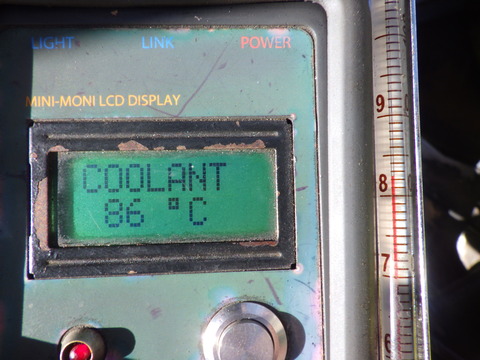 LIGHT LINK POWER
MINI-MONI LCD DISPLAY
COOLANT
86 °C
9
8
7
6